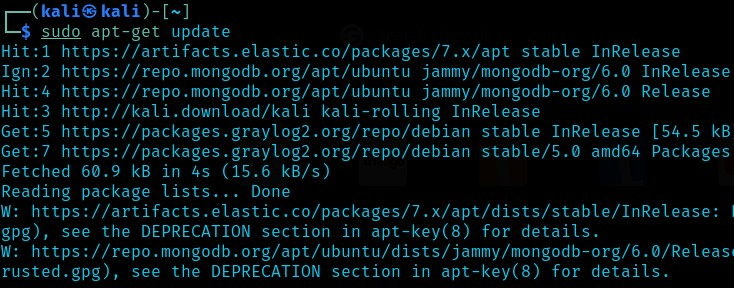 ┌──(kali㉿kali)-[~]
└─$ sudo apt-get update
Hit:1 https://artifacts.elastic.co/packages/7.x/apt stable InRelease
Ign:2 https://repo.mongodb.org/apt/ubuntu jammy/mongodb-org/6.0 InRelease
Hit:4 https://repo.mongodb.org/apt/ubuntu jammy/mongodb-org/6.0 Release
Hit:3 http://kali.download/kali kali-rolling InRelease
Get:5 https://packages.graylog2.org/repo/debian stable InRelease [54.5 kB
Get:7 https://packages.graylog2.org/repo/debian stable/5.0 amd64 Packages
Fetched 60.9 kB in 4s (15.6 kB/s)
Reading package lists... Done
W: https://artifacts.elastic.co/packages/7.x/apt/dists/stable/InRelease:
gpg), see the DEPRECATION section in apt-key(8) for details.
W: https://repo.mongodb.org/apt/ubuntu/dists/jammy/mongodb-org/6.0/Releas
rusted.gpg), see the DEPRECATION section in apt-key(8) for details.